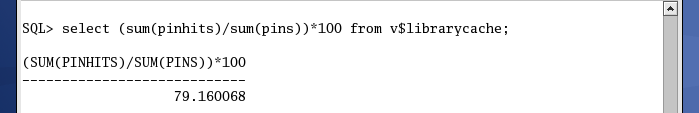 SQL> select (sum(pinhits)/sum(pins))*100 from v$librarycache;
(SUM(PINHITS)/SUM(PINS))*100
----------------------------
79.160068